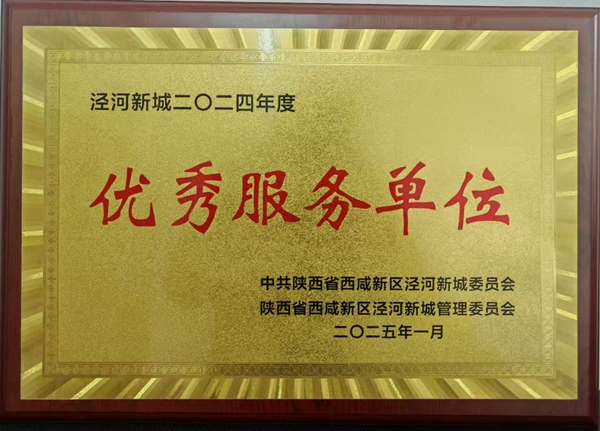 泾河新城二〇二四年度
优秀服务单位
中共陕西省西咸新区泾河新城委员会
陕西省西咸新区泾河新城管理委员会
二〇二五年一月